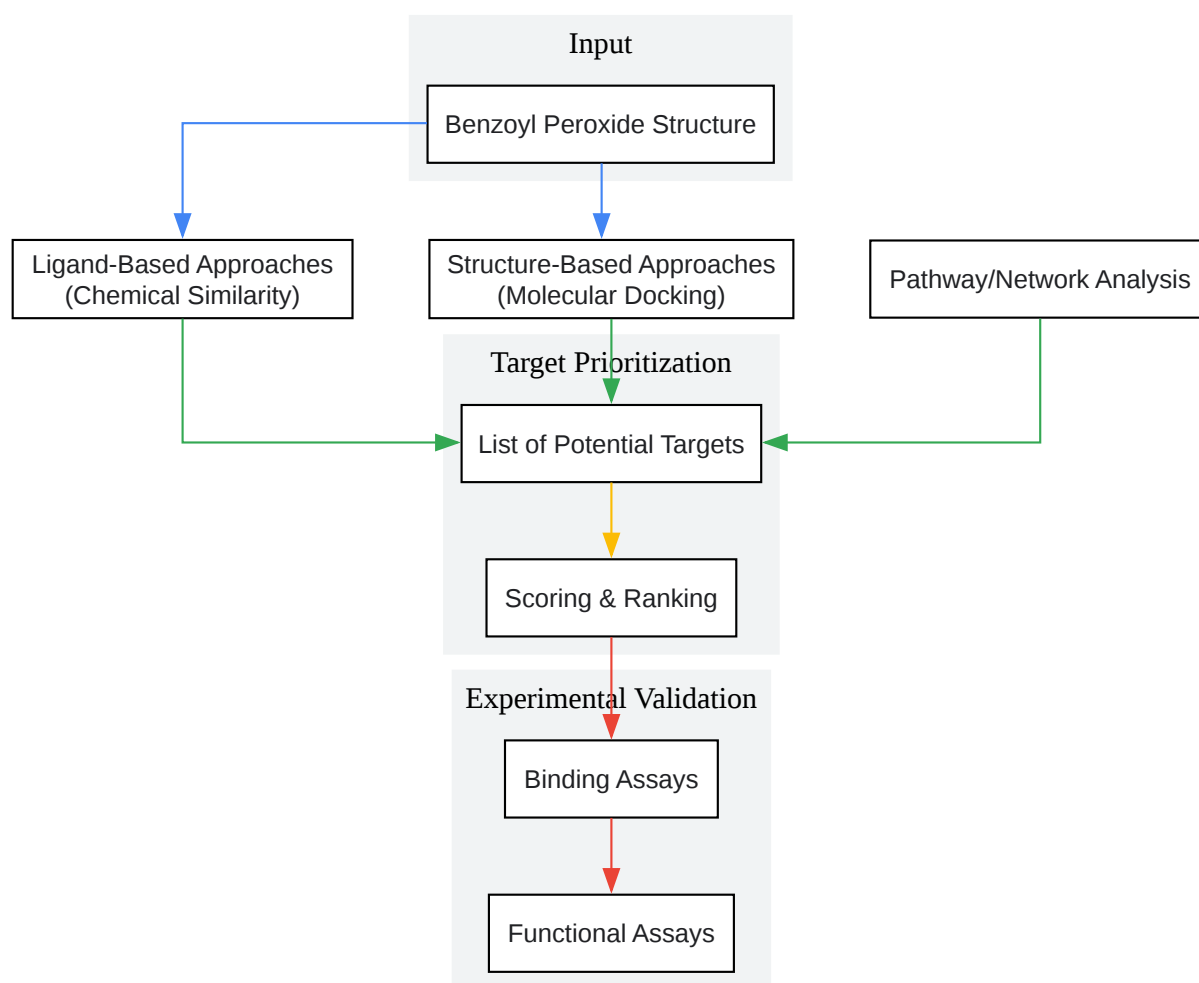 Input
Benzoyl Peroxide Structure
Ligand-Based Approaches
(Chemical Similarity)
Structure-Based Approaches
(Molecular Docking)
Pathway/Network Analysis
Target Prioritization
List of Potential Targets
Scoring & Ranking
Experimental Validation
Binding Assays
Functional Assays